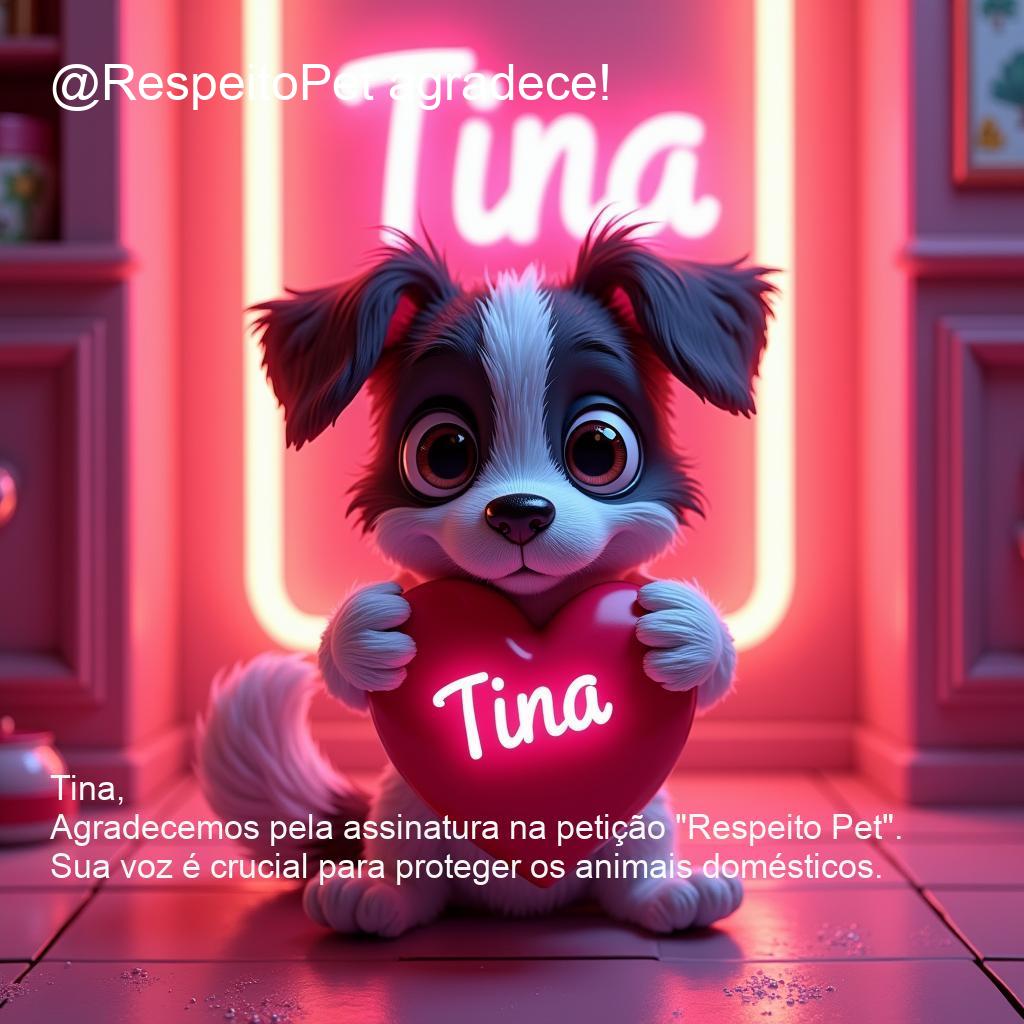 @RespeitoPet agradece!
Tina
Tina
Tina,
Agradecemos pela assinatura na petição "Respeito Pet".
Sua voz é crucial para proteger os animais domésticos.